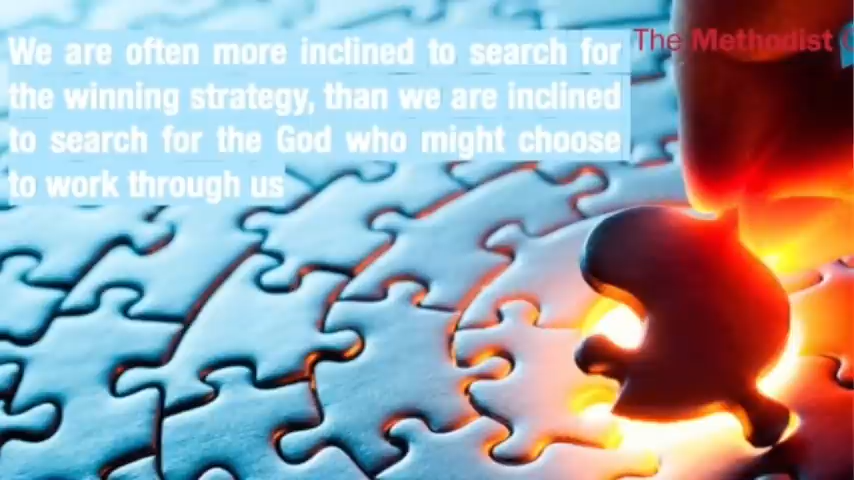 We are often more inclined to search for
the winning strategy, than we are inclined
to search for the God who might choose
to work through us
The Methodist